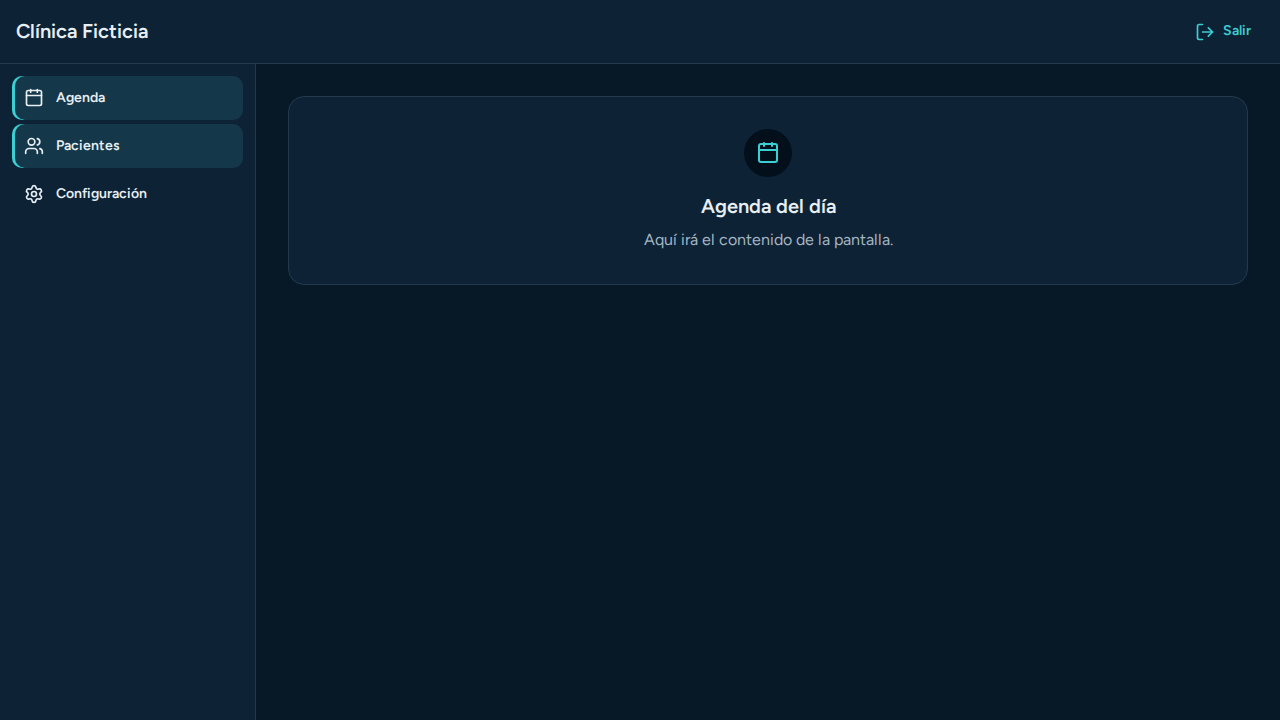 Clínica Ficticia
Salir
Agenda
Pacientes
Configuración
Agenda del día
Aquí irá el contenido de la pantalla.